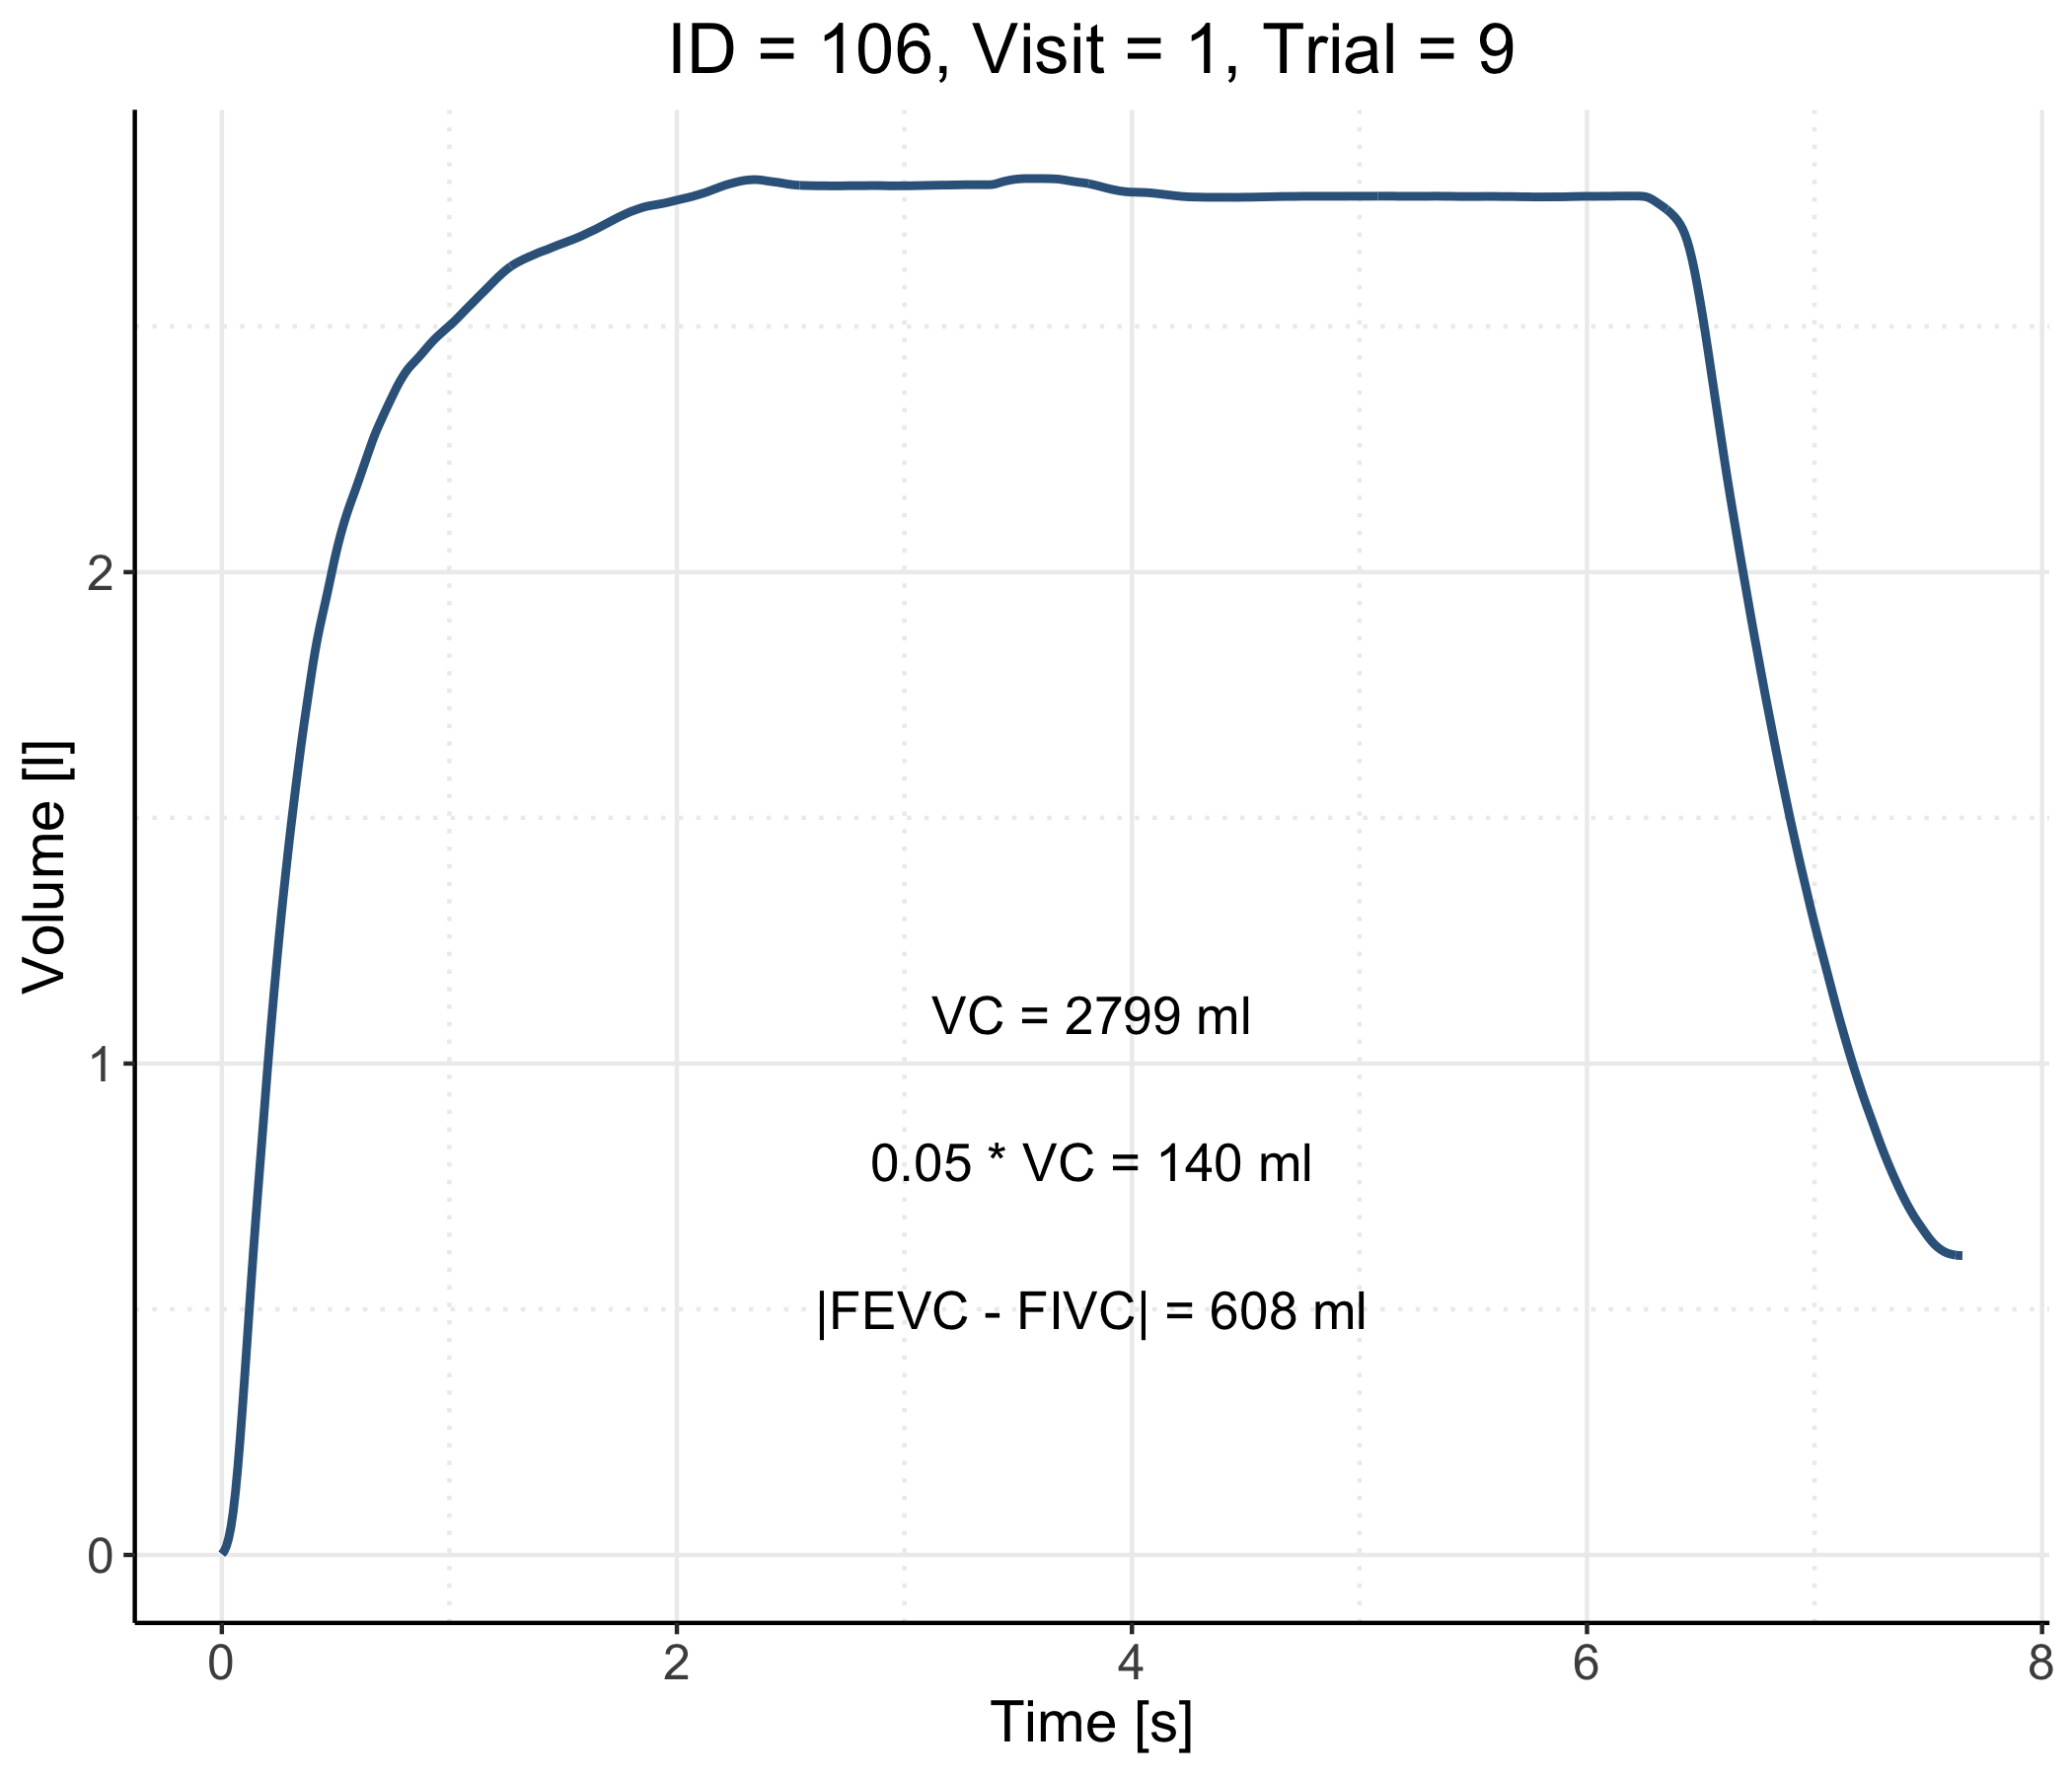 ID = 106, Visit = 1, Trial = 9
Volume [l]
2
1
0
VC = 2799 ml
0.05 * VC = 140 ml
|FEVC - FIVC| = 608 ml
0 2 4 6 8
Time [s]